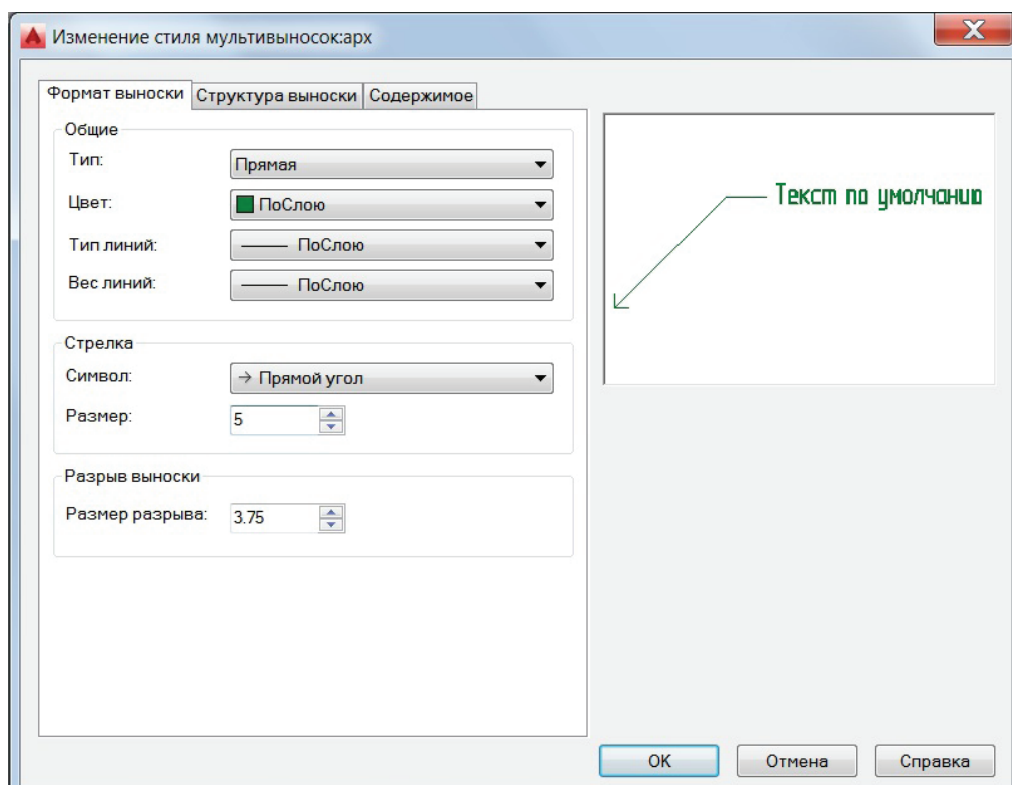 Изменение стиля мультивыносок:арх
Формат выноски Структура выноски Содержимое
Общие
Тип: Прямая
Цвет: ПоСлою
Тип линий: ПоСлою
Вес линий: ПоСлою
Стрелка
Символ: Прямой угол
Размер: 5
Разрыв выноски
Размер разрыва: 3.75
Текст по умолчанию
OK Отмена Справка